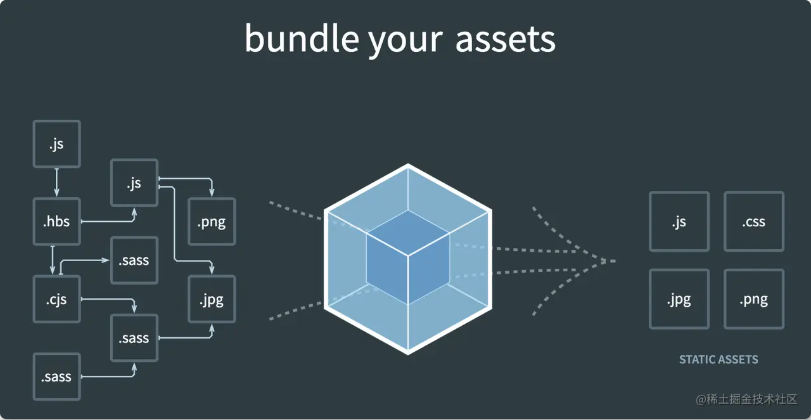 bundle your assets
.js
.js
.hbs
.png
.sass
.cjs
.jpg
.sass
.sass
.js
.css
.jpg
.png
STATIC ASSETS
@稀土掘金技术社区